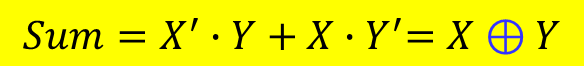 Sum = X′ · Y + X · Y′= X ⊕ Y